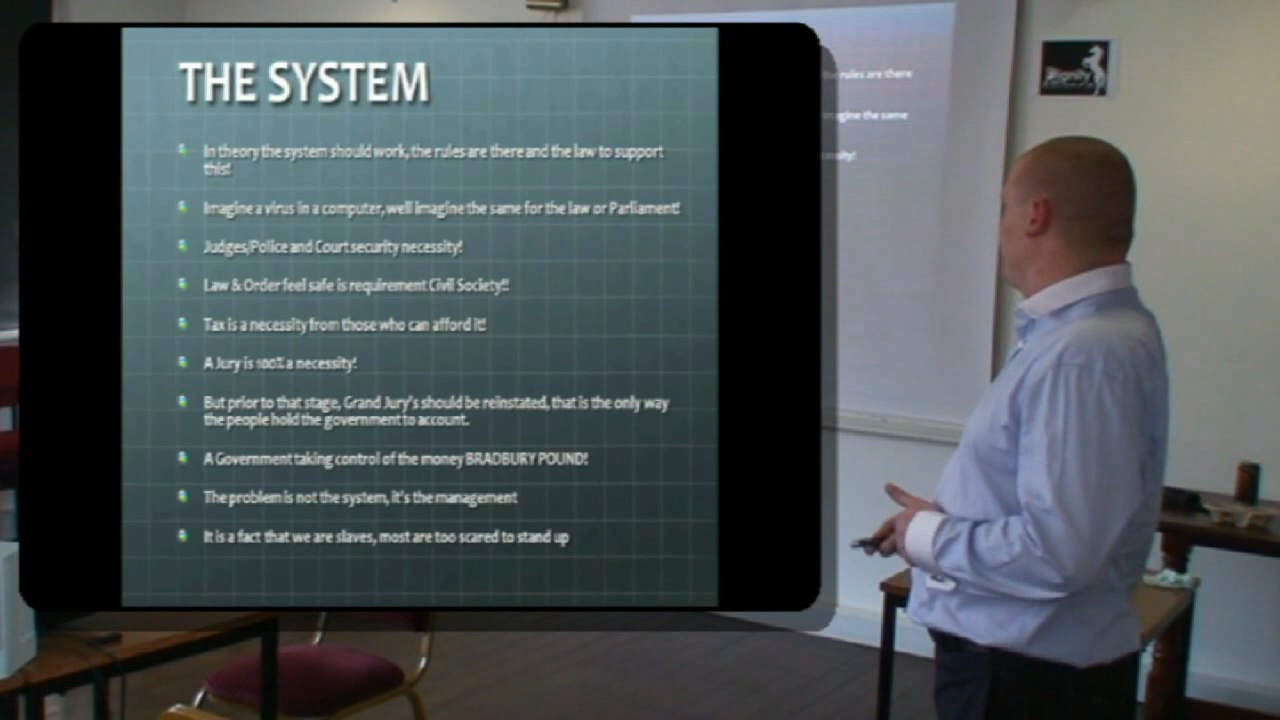 THE SYSTEM
In theory the system should work, the rules are there and the law to support
this!
Imagine a virus in a computer, well imagine the same for the law or Parliament!
Judges/Police and Court security necessity!
Law & Order feel safe is requirement Civil Society!!
Tax is a necessity from those who can afford it!
A Jury is 100% a necessity!
But prior to that stage, Grand Jury's should be reinstated, that is the only way
the people hold the government to account.
A Government taking control of the money BRADBURY POUND!
The problem is not the system, it's the management
It is a fact that we are slaves, most are too scared to stand up
rules are there
imagine the same